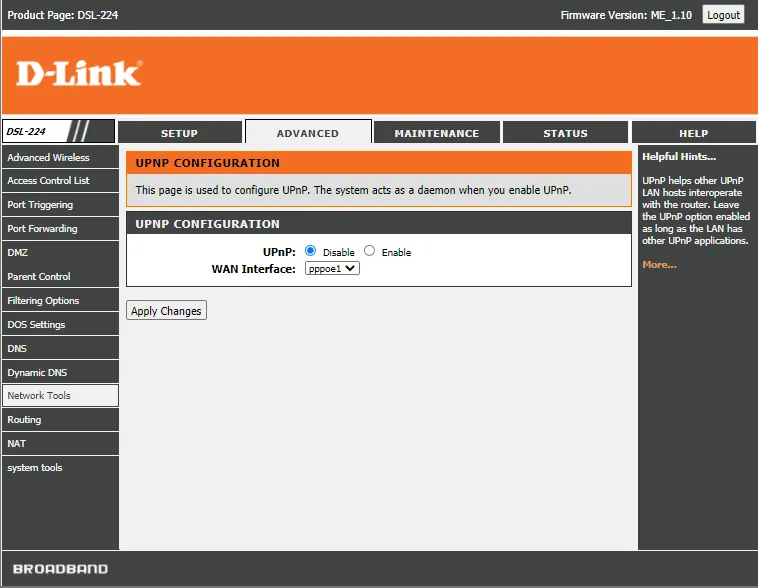 Product Page: DSL-224
Firmware Version: ME_1.10
Logout
D-Link
DSL-224
SETUP
ADVANCED
MAINTENANCE
STATUS
HELP
Advanced Wireless
Access Control List
Port Triggering
Port Forwarding
DMZ
Parent Control
Filtering Options
DOS Settings
DNS
Dynamic DNS
Network Tools
Routing
NAT
system tools
UPNP CONFIGURATION
This page is used to configure UPnP. The system acts as a daemon when you enable UPnP.
UPNP CONFIGURATION
UPnP: Disable Enable
WAN Interface: pppoe1
Apply Changes
Helpful Hints...
UPnP helps other UPnP
LAN hosts interoperate
with the router. Leave
the UPnP option enabled
as long as the LAN has
other UPnP applications.
More...
BROADBAND